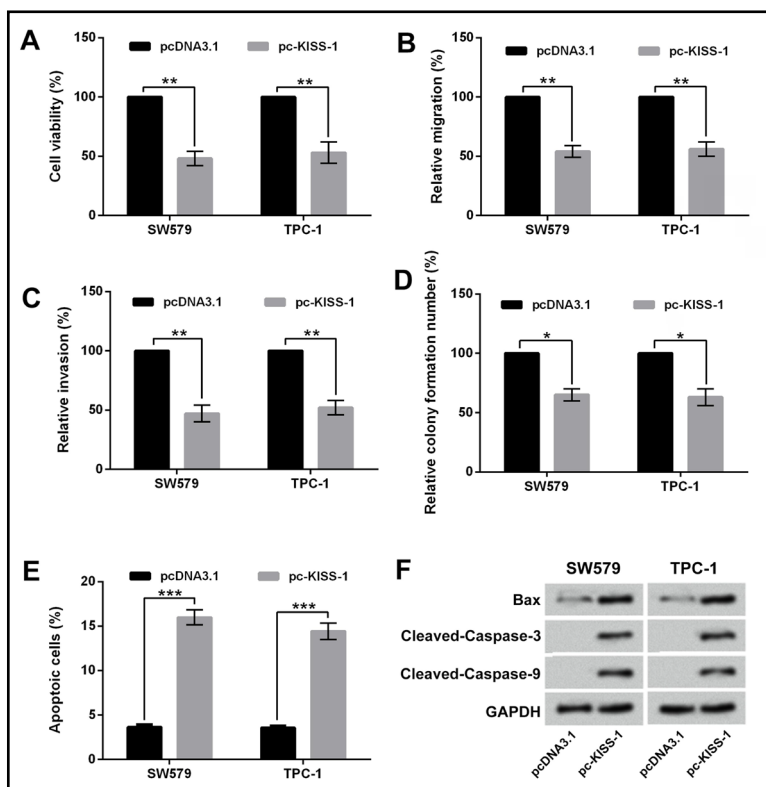 A
pcDNA3.1 pc-KISS-1
Cell viability (%)
150
100
50
0
** **
SW579 TPC-1
B
pcDNA3.1 pc-KISS-1
Relative migration (%)
150
100
50
0
** **
SW579 TPC-1
C
pcDNA3.1 pc-KISS-1
Relative invasion (%)
150
100
50
0
** **
SW579 TPC-1
D
pcDNA3.1 pc-KISS-1
Relative colony formation number (%)
150
100
50
0
* *
SW579 TPC-1
E
pcDNA3.1 pc-KISS-1
Apoptoic cells (%)
20
15
10
5
0
*** ***
SW579 TPC-1
F
SW579 TPC-1
Bax
Cleaved-Caspase-3
Cleaved-Caspase-9
GAPDH
pcDNA3.1 pc-KISS-1 pcDNA3.1 pc-KISS-1